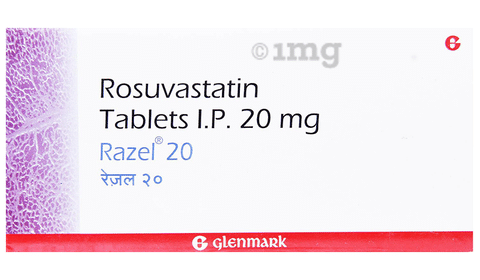 ©1mg
Rosuvastatin
Tablets I.P. 20 mg
Razel® 20
रेज़ल २०
glenmark